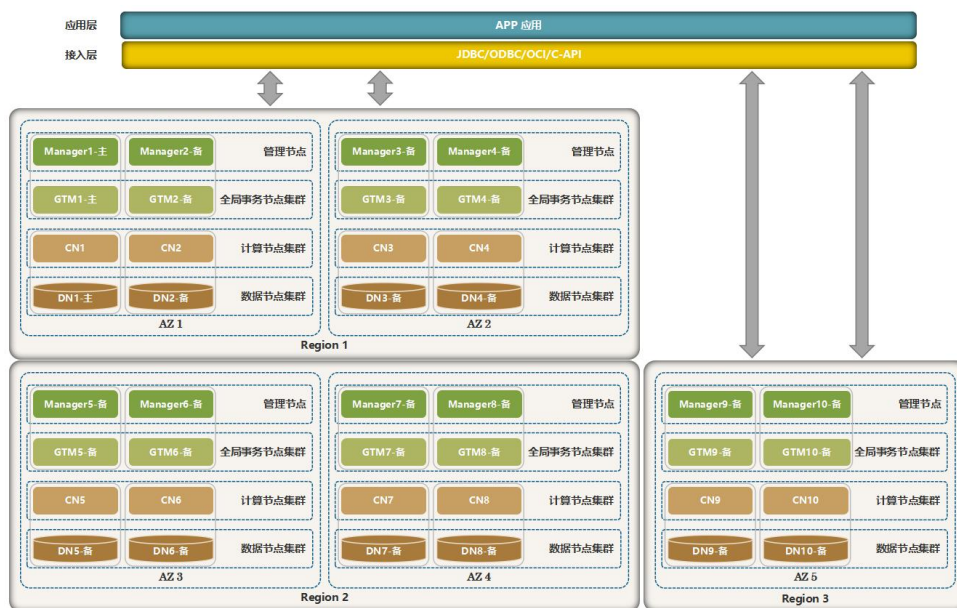 应用层 APP 应用
接入层 JDBC/ODBC/OCI/C-API
Manager1-主 Manager2-备 管理节点 Manager3-备 Manager4-备 管理节点
GTM1-主 GTM2-备 全局事务节点集群 GTM3-备 GTM4-备 全局事务节点集群
CN1 CN2 计算节点集群 CN3 CN4 计算节点集群
DN1-主 DN2-备 数据节点集群 DN3-备 DN4-备 数据节点集群
AZ 1 AZ 2
Region 1
Manager5-备 Manager6-备 管理节点 Manager7-备 Manager8-备 管理节点 Manager9-备 Manager10-备 管理节点
GTM5-备 GTM6-备 全局事务节点集群 GTM7-备 GTM8-备 全局事务节点集群 GTM9-备 GTM10-备 全局事务节点集群
CN5 CN6 计算节点集群 CN7 CN8 计算节点集群 CN9 CN10 计算节点集群
DN5-备 DN6-备 数据节点集群 DN7-备 DN8-备 数据节点集群 DN9-备 DN10-备 数据节点集群
AZ 3 AZ 4 AZ 5
Region 2 Region 3